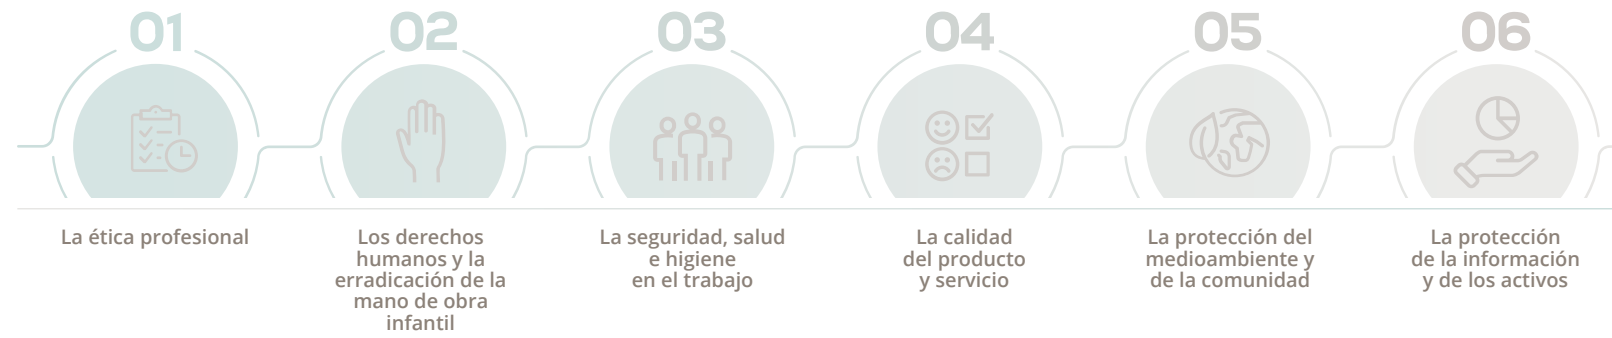 01
La ética profesional
02
Los derechos
humanos y la
erradicación de la
mano de obra
infantil
03
La seguridad, salud
e higiene
en el trabajo
04
La calidad
del producto
y servicio
05
La protección del
medioambiente y
de la comunidad
06
La protección
de la información
y de los activos